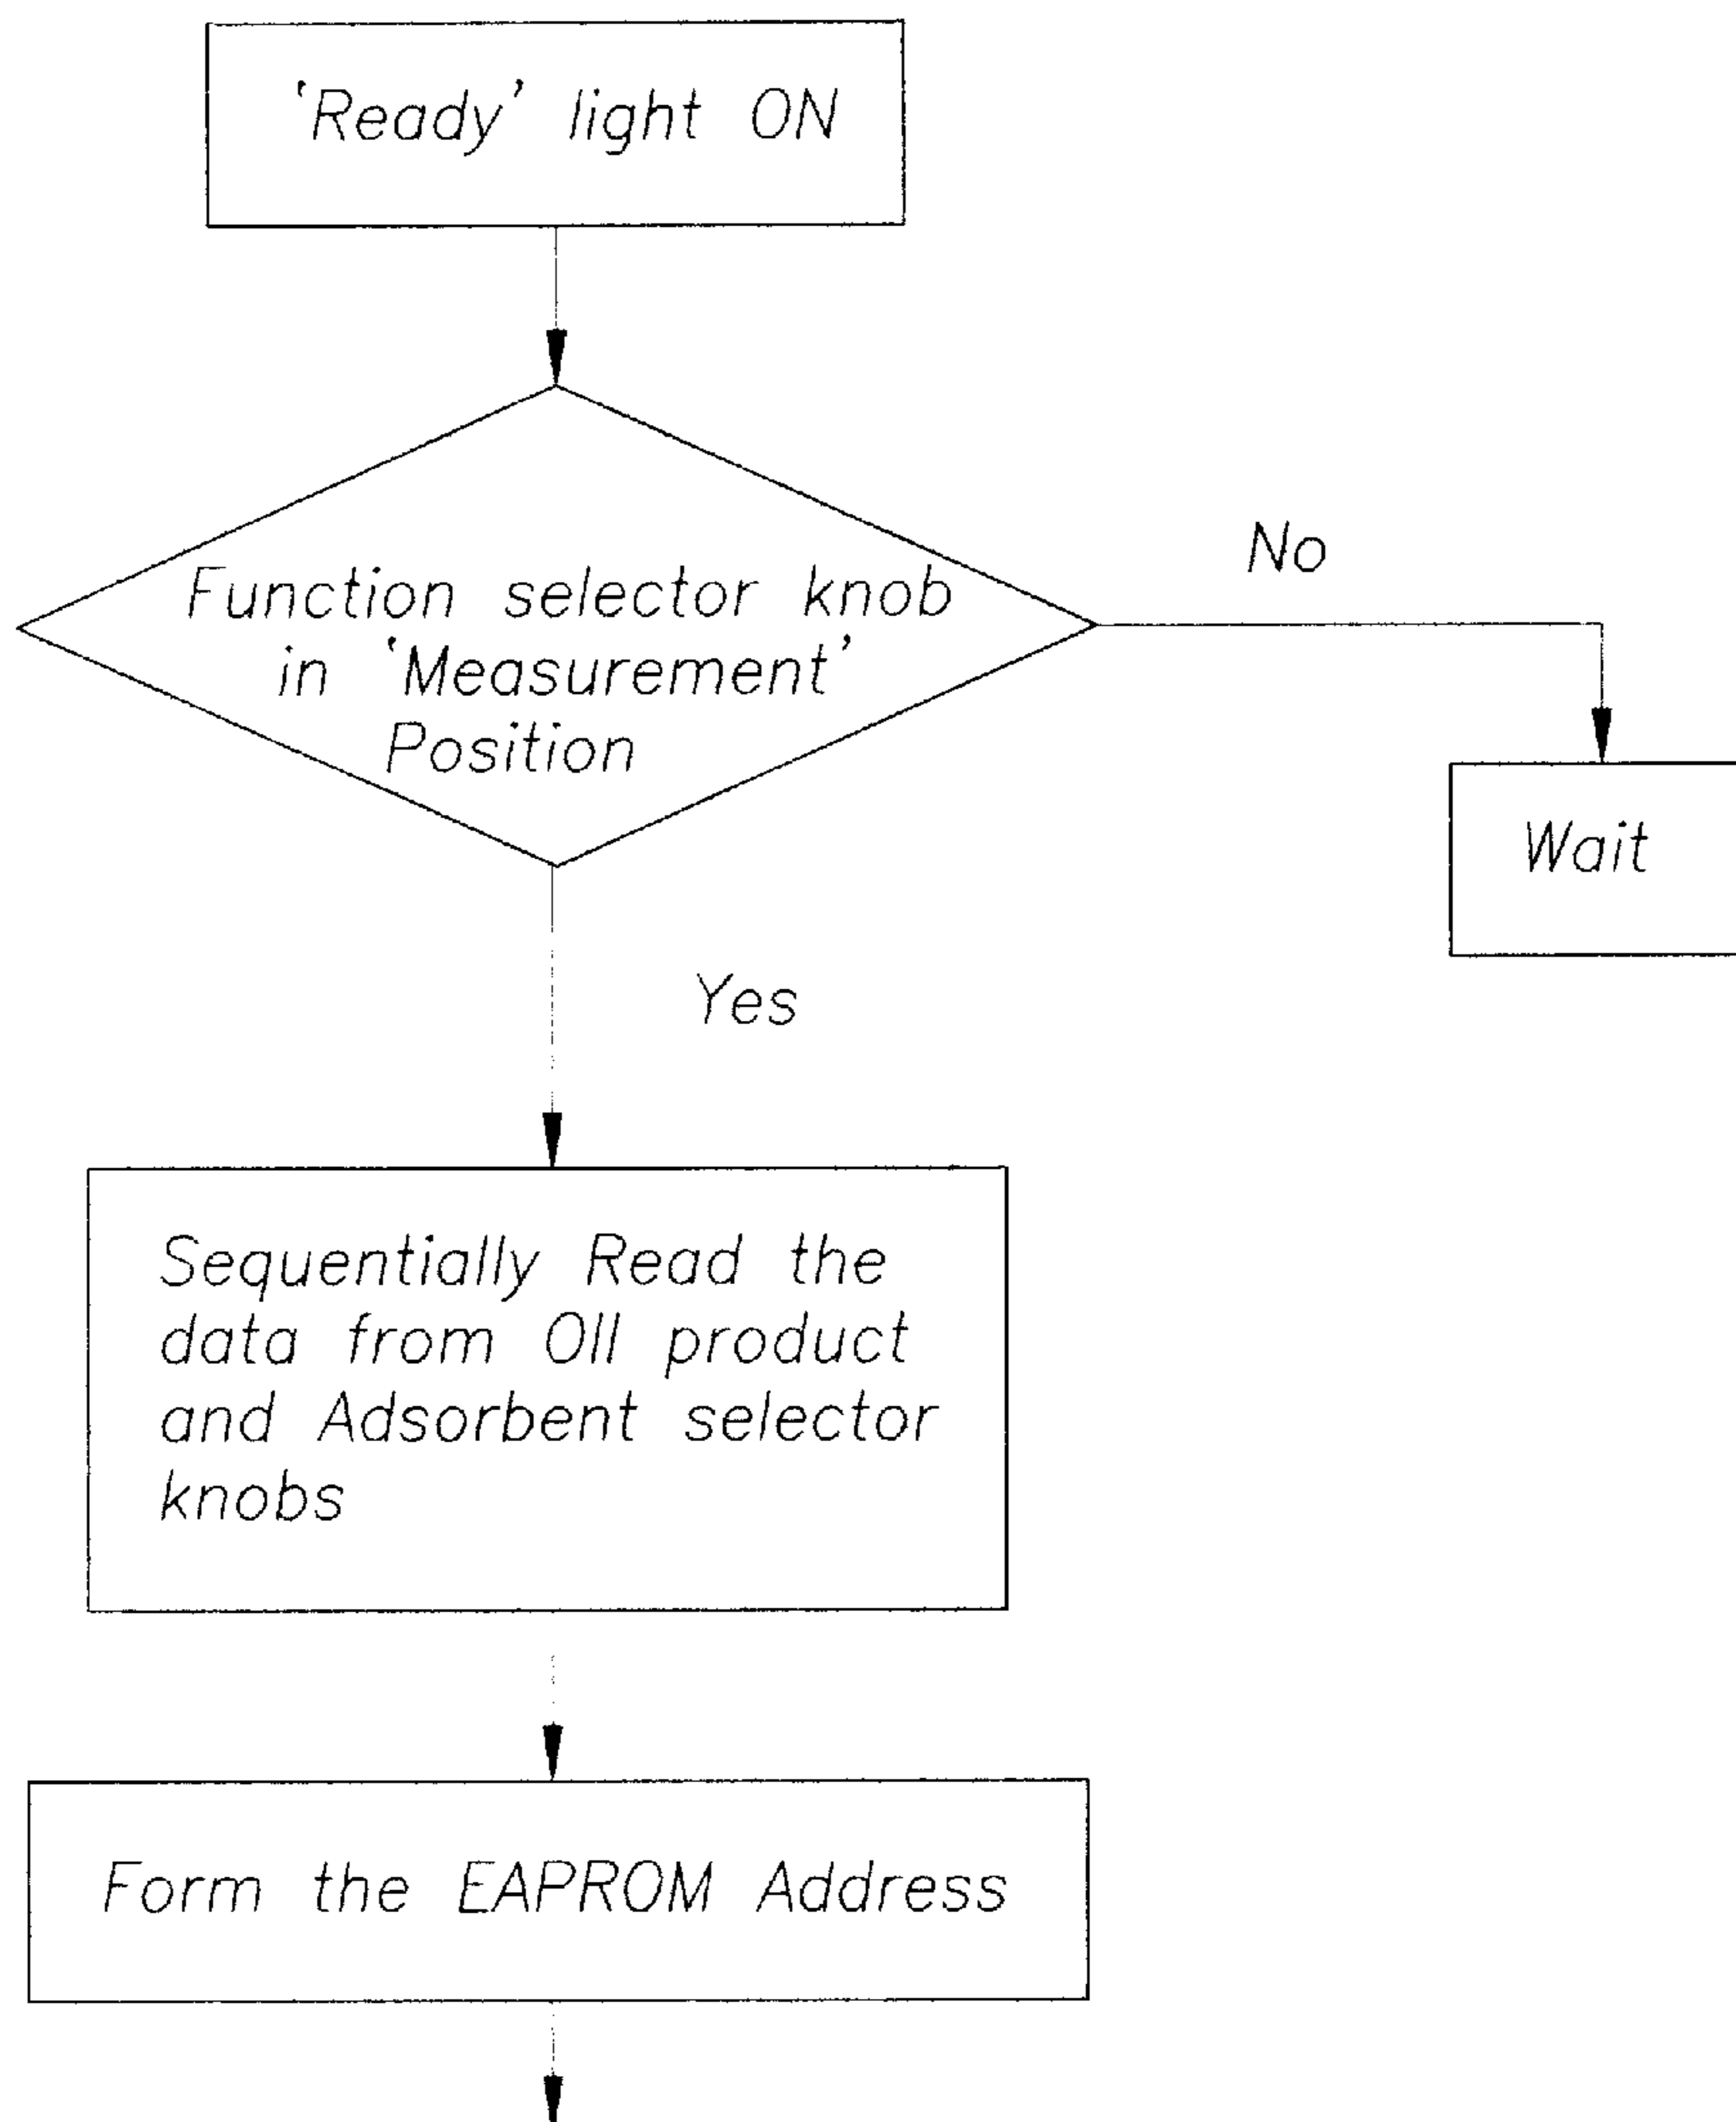 'Ready' light ON
Function selector knob
in 'Measurement'
Position
No
Wait
Yes
Sequentially Read the
data from OIl product
and Adsorbent selector
knobs
Form the EAPROM Address